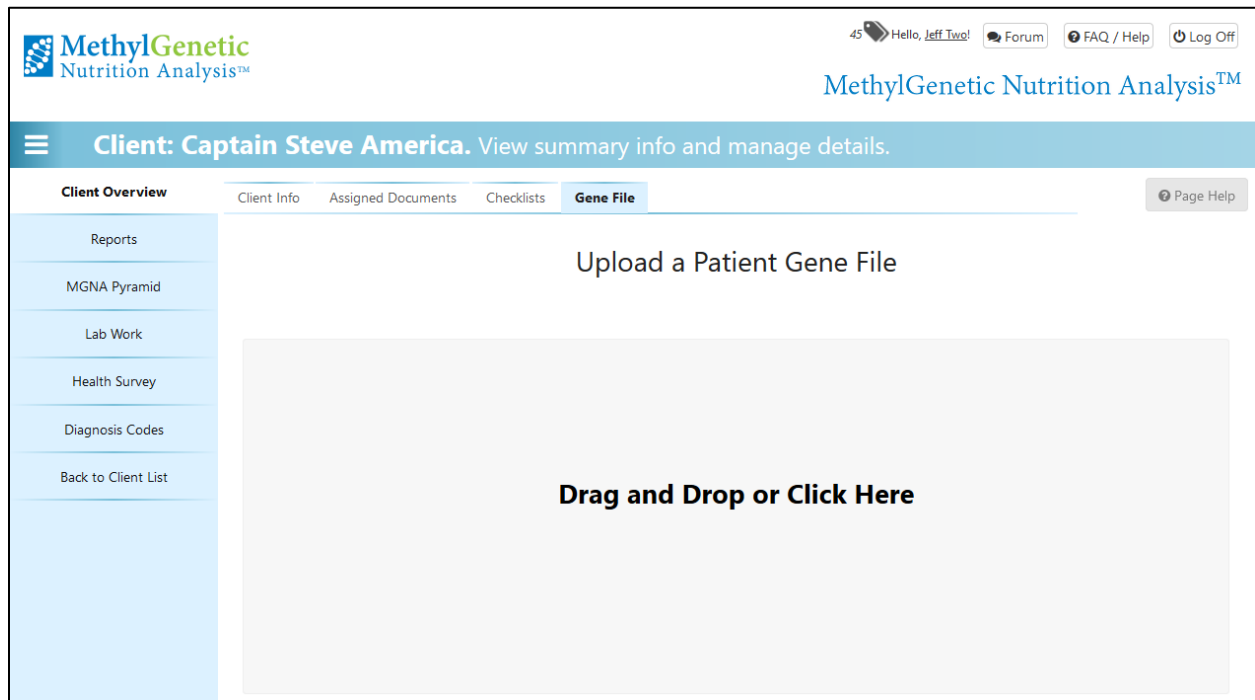 MethylGenetic
Nutrition Analysis™
45 Hello, Jeff Two! Forum FAQ / Help Log Off
MethylGenetic Nutrition Analysis™
Client: Captain Steve America. View summary info and manage details.
Client Overview
Client Info Assigned Documents Checklists Gene File
Page Help
Reports
MGNA Pyramid
Lab Work
Health Survey
Diagnosis Codes
Back to Client List
Upload a Patient Gene File
Drag and Drop or Click Here